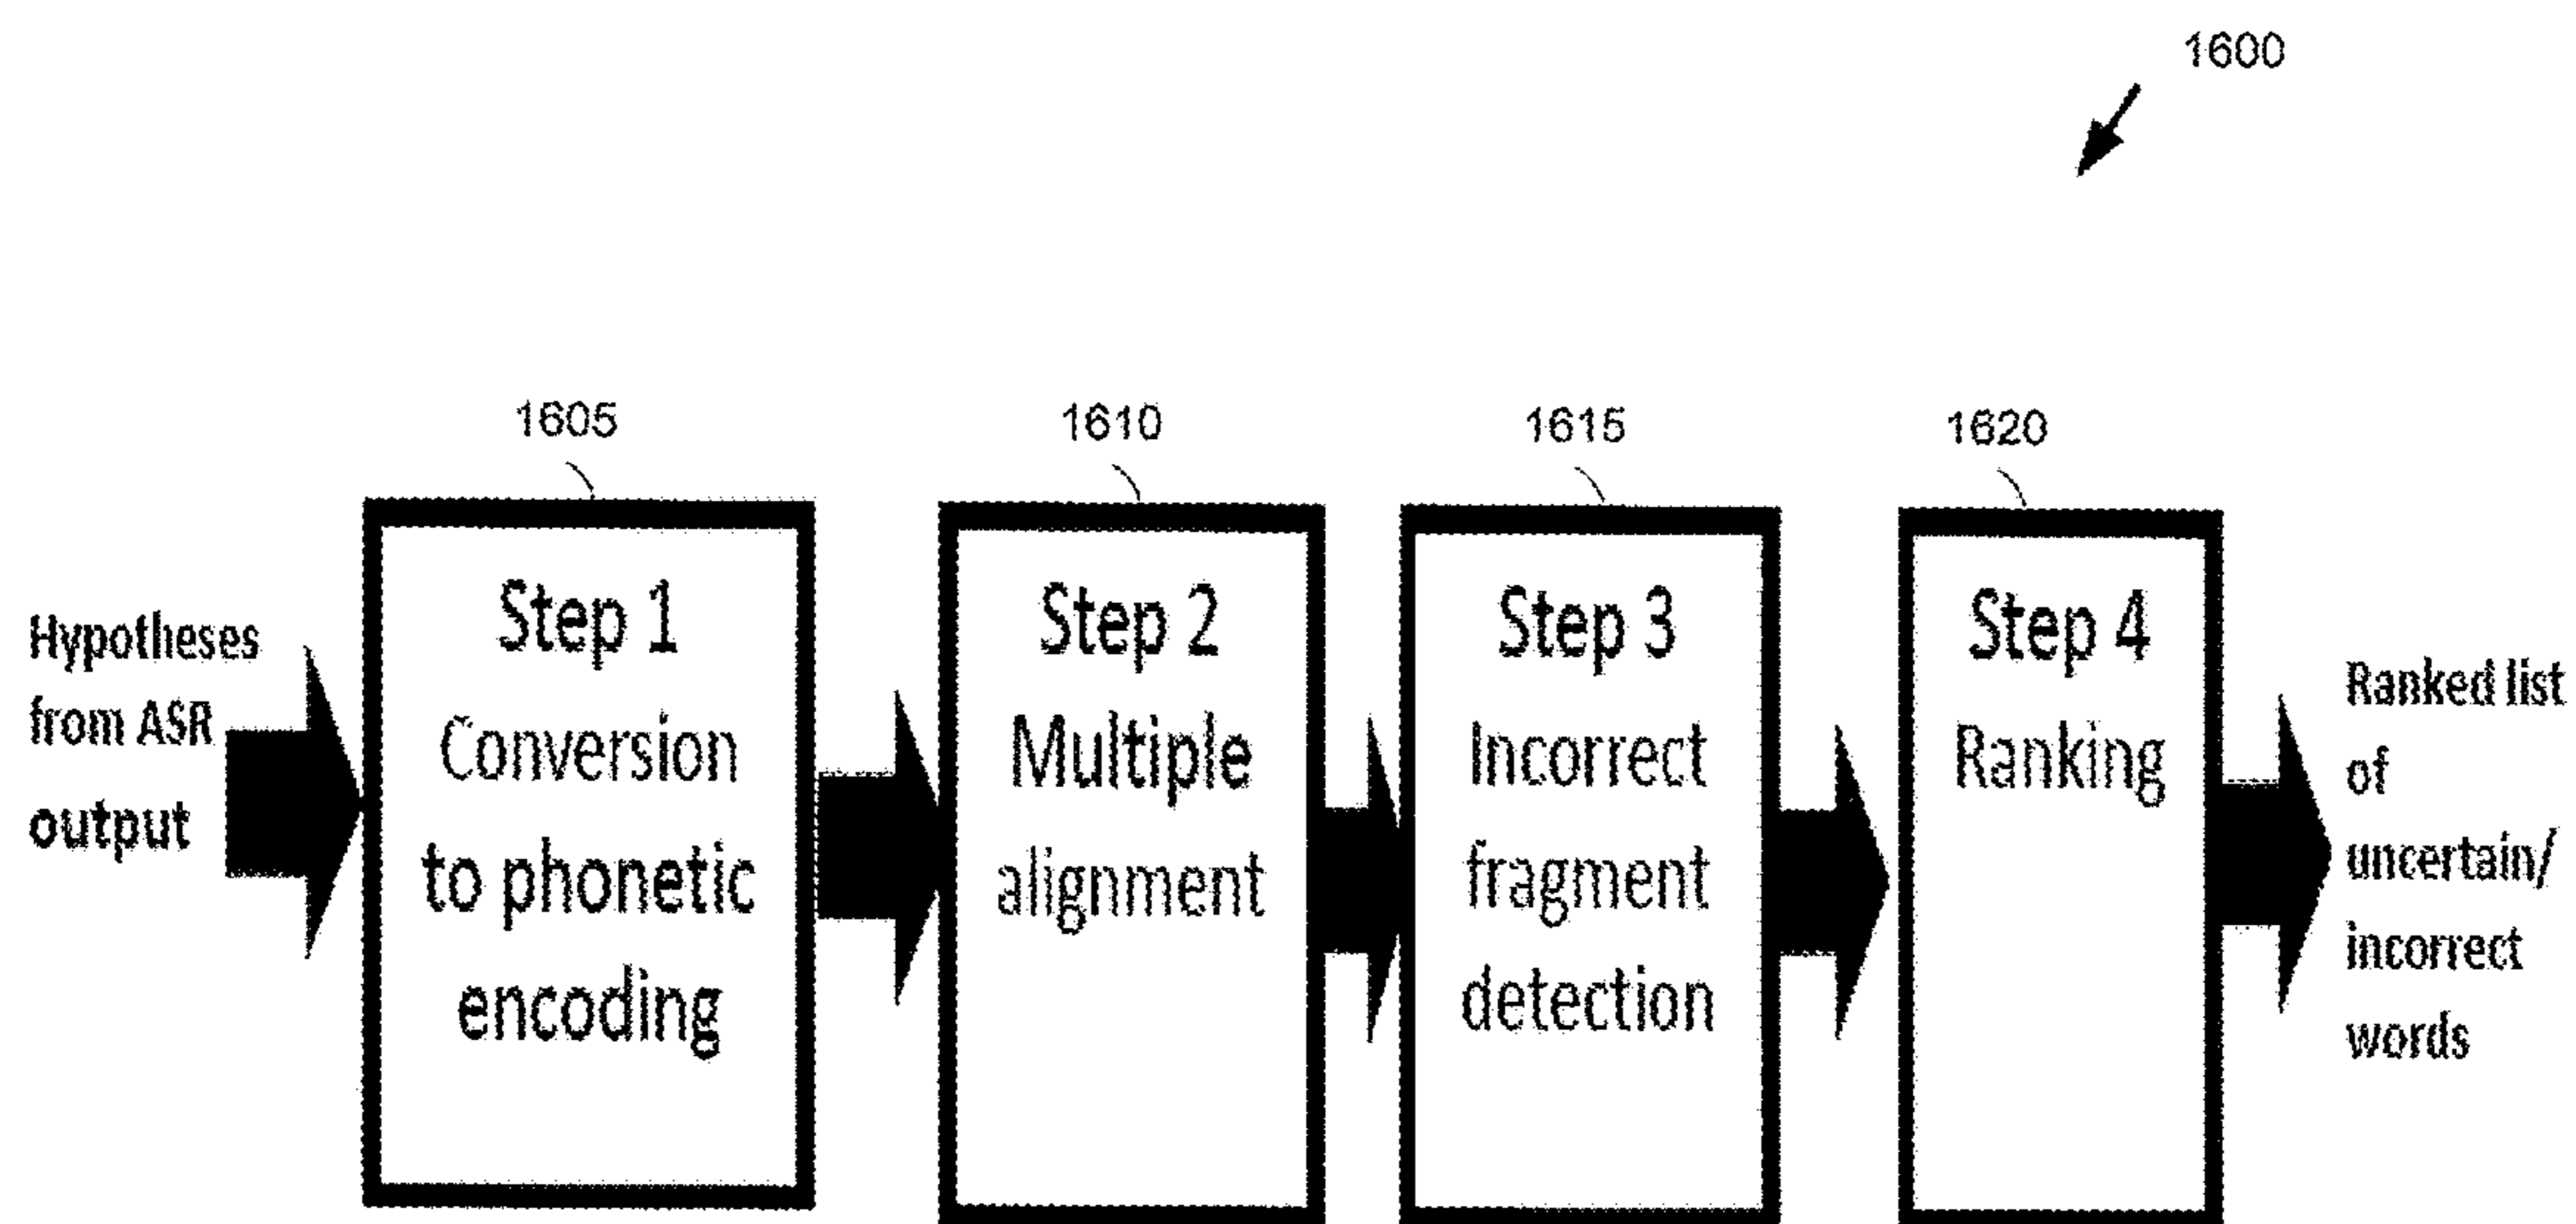 1600
1605
1610
1615
1620
Hypotheses
from ASR
output
Step 1
Conversion
to phonetic
encoding
Step 2
Multiple
alignment
Step 3
Incorrect
fragment
detection
Step 4
Ranking
Ranked list
of
uncertain/
incorrect
words